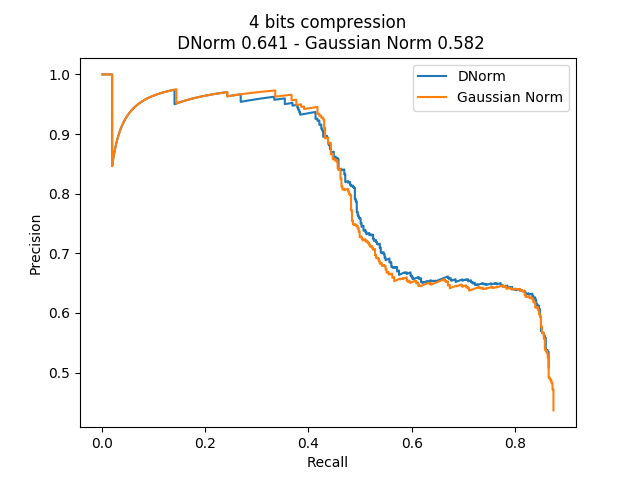 4 bits compression
DNorm 0.641 - Gaussian Norm 0.582
DNorm
Gaussian Norm
1.0
0.9
0.8
0.7
0.6
0.5
Precision
0.0
0.2
0.4
0.6
0.8
Recall